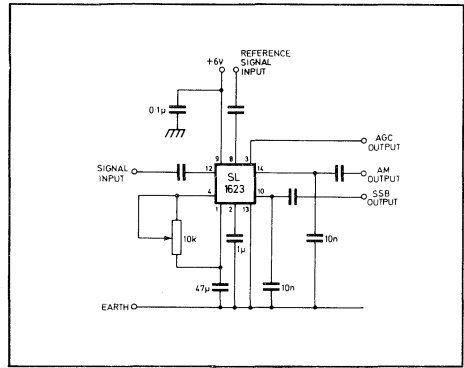 REFERENCE
SIGNAL
INPUT
+6V
0·1μ
AGC
OUTPUT
9 8 3
SIGNAL
INPUT
12
SL
1623
14
AM
OUTPUT
4
10
SSB
OUTPUT
1 2 13
10k
1μ
10n
47μ
10n
EARTH